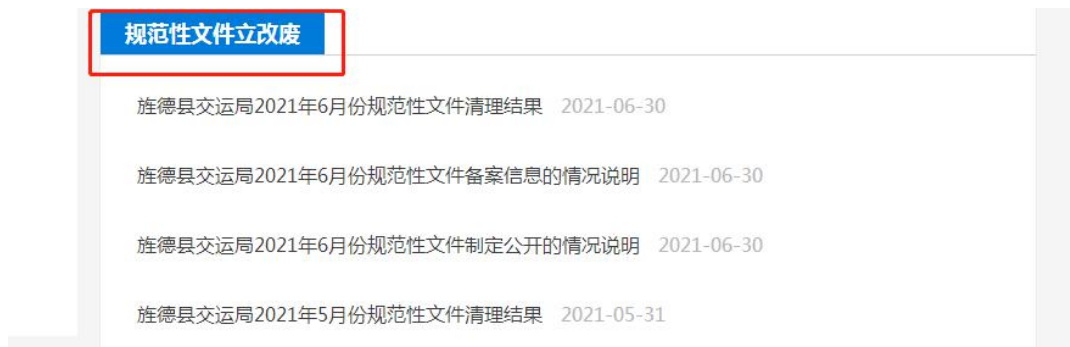 规范性文件立改废
旌德县交运局2021年6月份规范性文件清理结果 2021-06-30
旌德县交运局2021年6月份规范性文件备案信息的情况说明 2021-06-30
旌德县交运局2021年6月份规范性文件制定公开的情况说明 2021-06-30
旌德县交运局2021年5月份规范性文件清理结果 2021-05-31